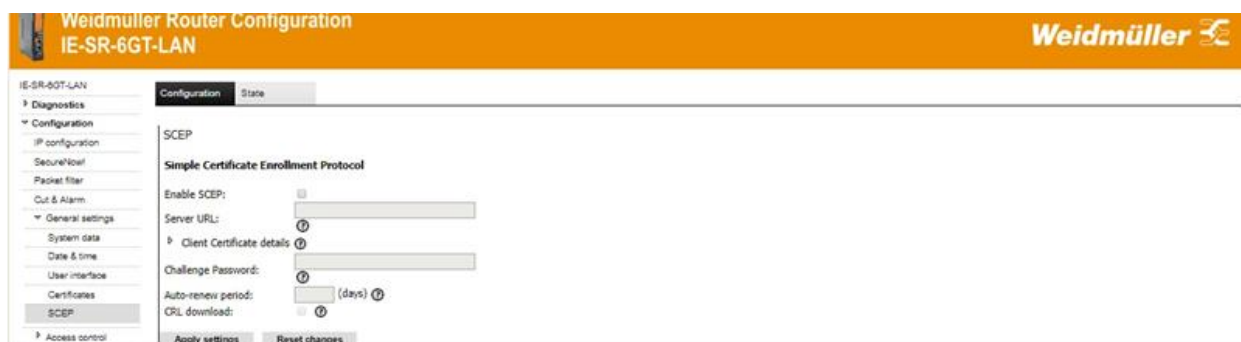 Weidmüller Router Configuration
IE-SR-6GT-LAN
Weidmüller
IE-SR-6GT-LAN
Diagnostics
Configuration
IP configuration
SecureNow!
Packet filter
Cut & Alarm
General settings
System data
Date & time
User interface
Certificates
SCEP
Access control
Configuration State
SCEP
Simple Certificate Enrollment Protocol
Enable SCEP:
Server URL:
Client Certificate details
Challenge Password:
Auto-renew period: (days)
CRL download:
Apply settings Reset changes